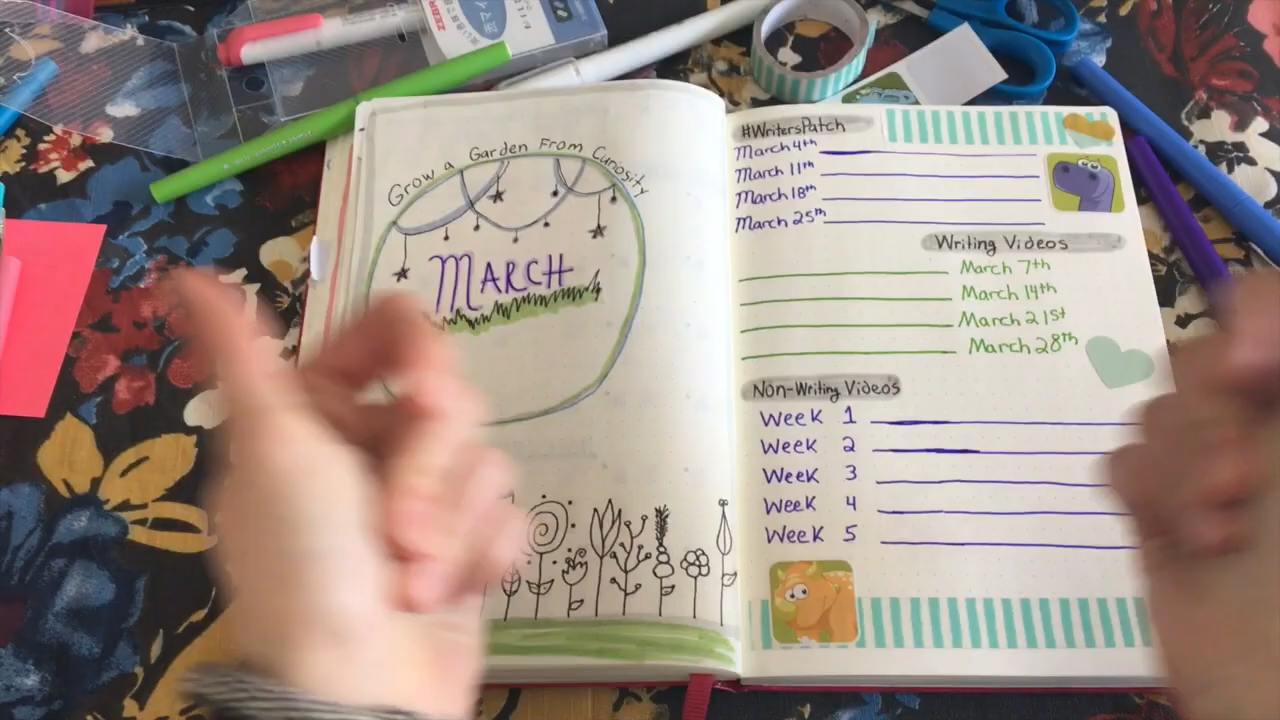 Grow a Garden From Curiosity
MARCH
#WritersPatch
March 4th
March 11th
March 18th
March 25th
Writing Videos
March 7th
March 14th
March 21st
March 28th
Non-Writing Videos
Week 1
Week 2
Week 3
Week 4
Week 5